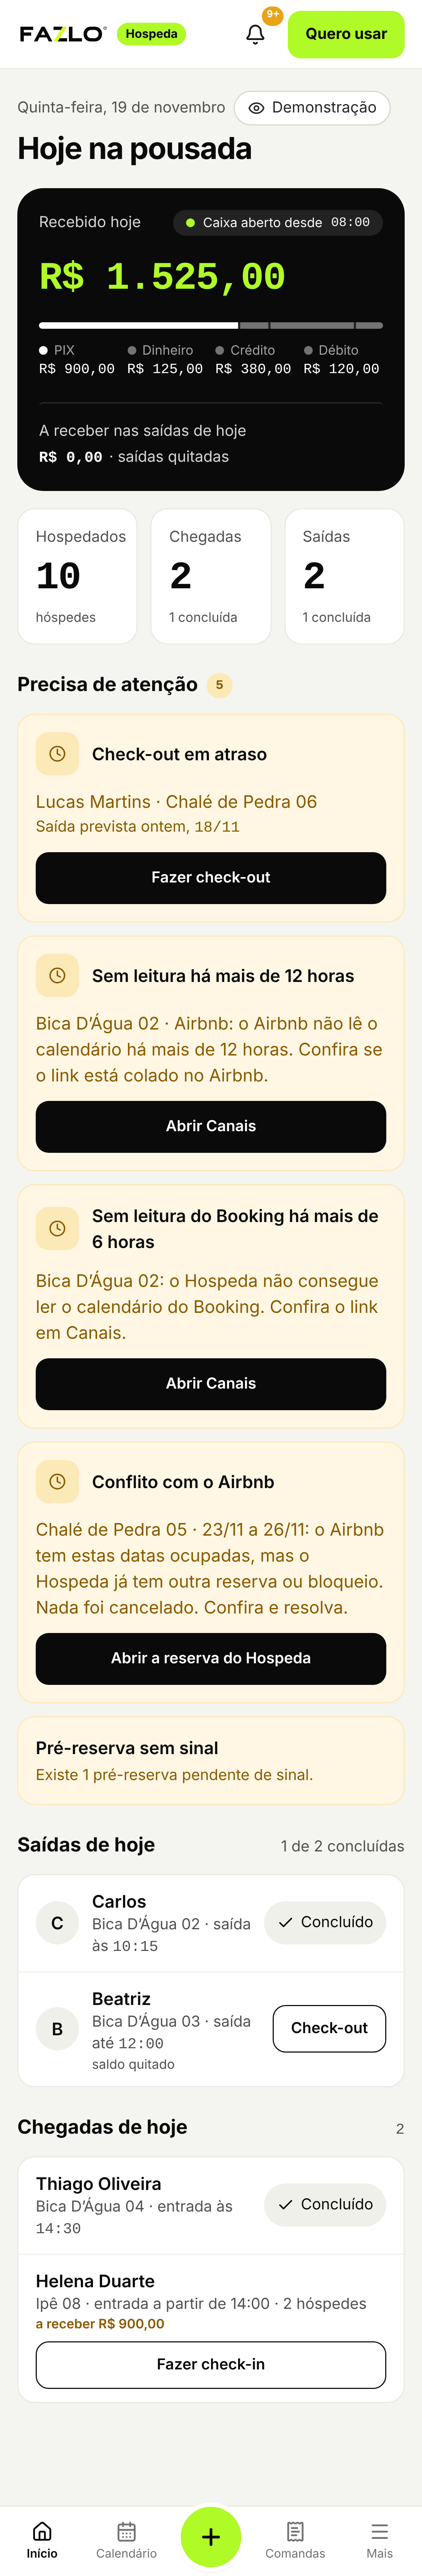 FAZLO® Hospeda 9+ Quero usar
Quinta-feira, 19 de novembro Demonstração
Hoje na pousada
Recebido hoje Caixa aberto desde 08:00
R$ 1.525,00
PIX Dinheiro Crédito Débito
R$ 900,00 R$ 125,00 R$ 380,00 R$ 120,00
A receber nas saídas de hoje
R$ 0,00 · saídas quitadas
Hospedados Chegadas Saídas
10 2 2
hóspedes 1 concluída 1 concluída
Precisa de atenção 5
Check-out em atraso
Lucas Martins · Chalé de Pedra 06
Saída prevista ontem, 18/11
Fazer check-out
Sem leitura há mais de 12 horas
Bica D’Água 02 · Airbnb: o Airbnb não lê o
calendário há mais de 12 horas. Confira se
o link está colado no Airbnb.
Abrir Canais
Sem leitura do Booking há mais de
6 horas
Bica D’Água 02: o Hospeda não consegue
ler o calendário do Booking. Confira o link
em Canais.
Abrir Canais
Conflito com o Airbnb
Chalé de Pedra 05 · 23/11 a 26/11: o Airbnb
tem estas datas ocupadas, mas o
Hospeda já tem outra reserva ou bloqueio.
Nada foi cancelado. Confira e resolva.
Abrir a reserva do Hospeda
Pré-reserva sem sinal
Existe 1 pré-reserva pendente de sinal.
Saídas de hoje 1 de 2 concluídas
C Carlos
Bica D’Água 02 · saída
às 10:15
Concluído
B Beatriz
Bica D’Água 03 · saída
até 12:00
saldo quitado
Check-out
Chegadas de hoje 2
Thiago Oliveira
Bica D’Água 04 · entrada às
14:30
Concluído
Helena Duarte
Ipê 08 · entrada a partir de 14:00 · 2 hóspedes
a receber R$ 900,00
Fazer check-in
Início Calendário + Comandas Mais